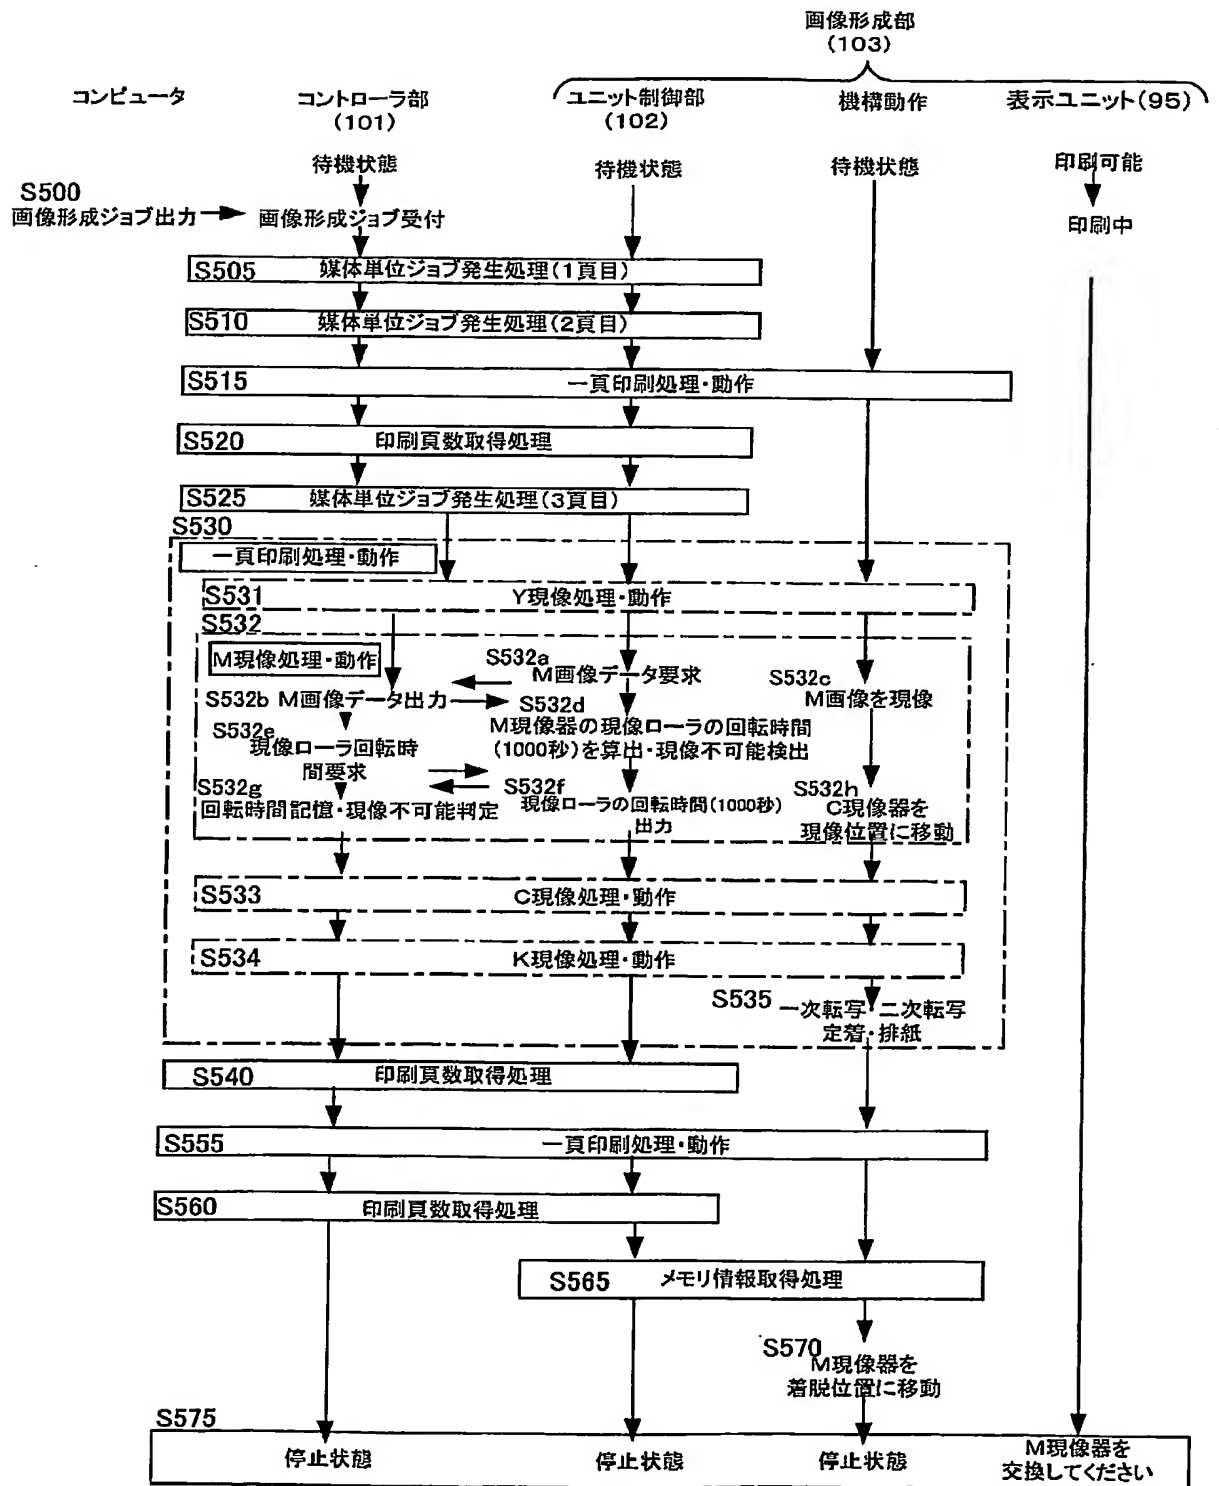 画像形成部
(103)
コンピュータ
コントローラ部
(101)
ユニット制御部
(102)
機構動作
表示ユニット(95)
待機状態
待機状態
待機状態
印刷可能
S500
画像形成ジョブ出力
画像形成ジョブ受付
印刷中
S505 媒体単位ジョブ発生処理(1頁目)
S510 媒体単位ジョブ発生処理(2頁目)
S515 一頁印刷処理・動作
S520 印刷頁数取得処理
S525 媒体単位ジョブ発生処理(3頁目)
S530
一頁印刷処理・動作
S531 Y現像処理・動作
S532
M現像処理・動作
S532a
M画像データ要求
S532b M画像データ出力
S532c
M画像を現像
S532d
M現像器の現像ローラの回転時間
(1000秒)を算出・現像不可能検出
S532e
現像ローラ回転時
間要求
S532f
現像ローラの回転時間(1000秒)
出力
S532g
回転時間記憶・現像不可能判定
S532h
C現像器を
現像位置に移動
S533 C現像処理・動作
S534 K現像処理・動作
S535 一次転写・二次転写
定着・排紙
S540 印刷頁数取得処理
S555 一頁印刷処理・動作
S560 印刷頁数取得処理
S565 メモリ情報取得処理
S570
M現像器を
着脱位置に移動
S575
停止状態
停止状態
停止状態
M現像器を
交換してください